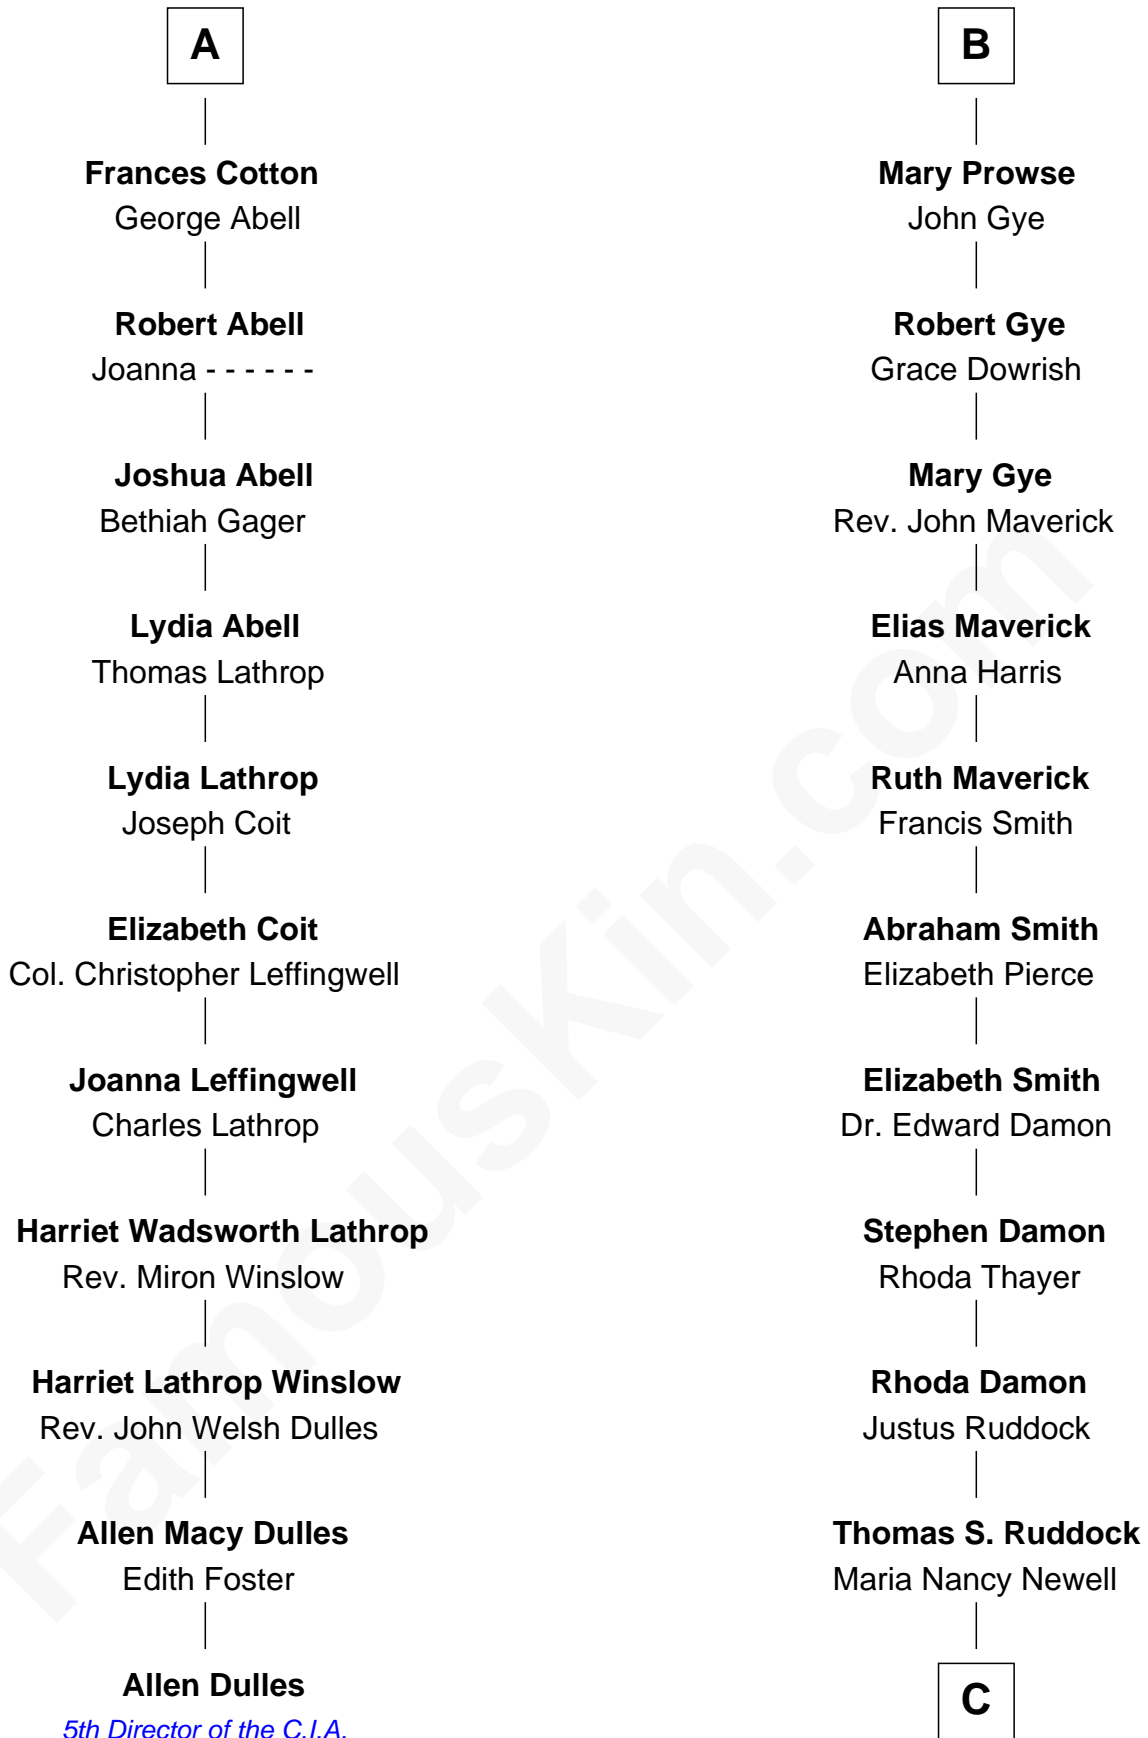 A
Frances Cotton
George Abell
Robert Abell
Joanna - - - - - -
Joshua Abell
Bethiah Gager
Lydia Abell
Thomas Lathrop
Lydia Lathrop
Joseph Coit
Elizabeth Coit
Col. Christopher Leffingwell
Joanna Leffingwell
Charles Lathrop
Harriet Wadsworth Lathrop
Rev. Miron Winslow
Harriet Lathrop Winslow
Rev. John Welsh Dulles
Allen Macy Dulles
Edith Foster
Allen Dulles
5th Director of the C.I.A.
B
Mary Prowse
John Gye
Robert Gye
Grace Dowrish
Mary Gye
Rev. John Maverick
Elias Maverick
Anna Harris
Ruth Maverick
Francis Smith
Abraham Smith
Elizabeth Pierce
Elizabeth Smith
Dr. Edward Damon
Stephen Damon
Rhoda Thayer
Rhoda Damon
Justus Ruddock
Thomas S. Ruddock
Maria Nancy Newell
C
FamousKin.com